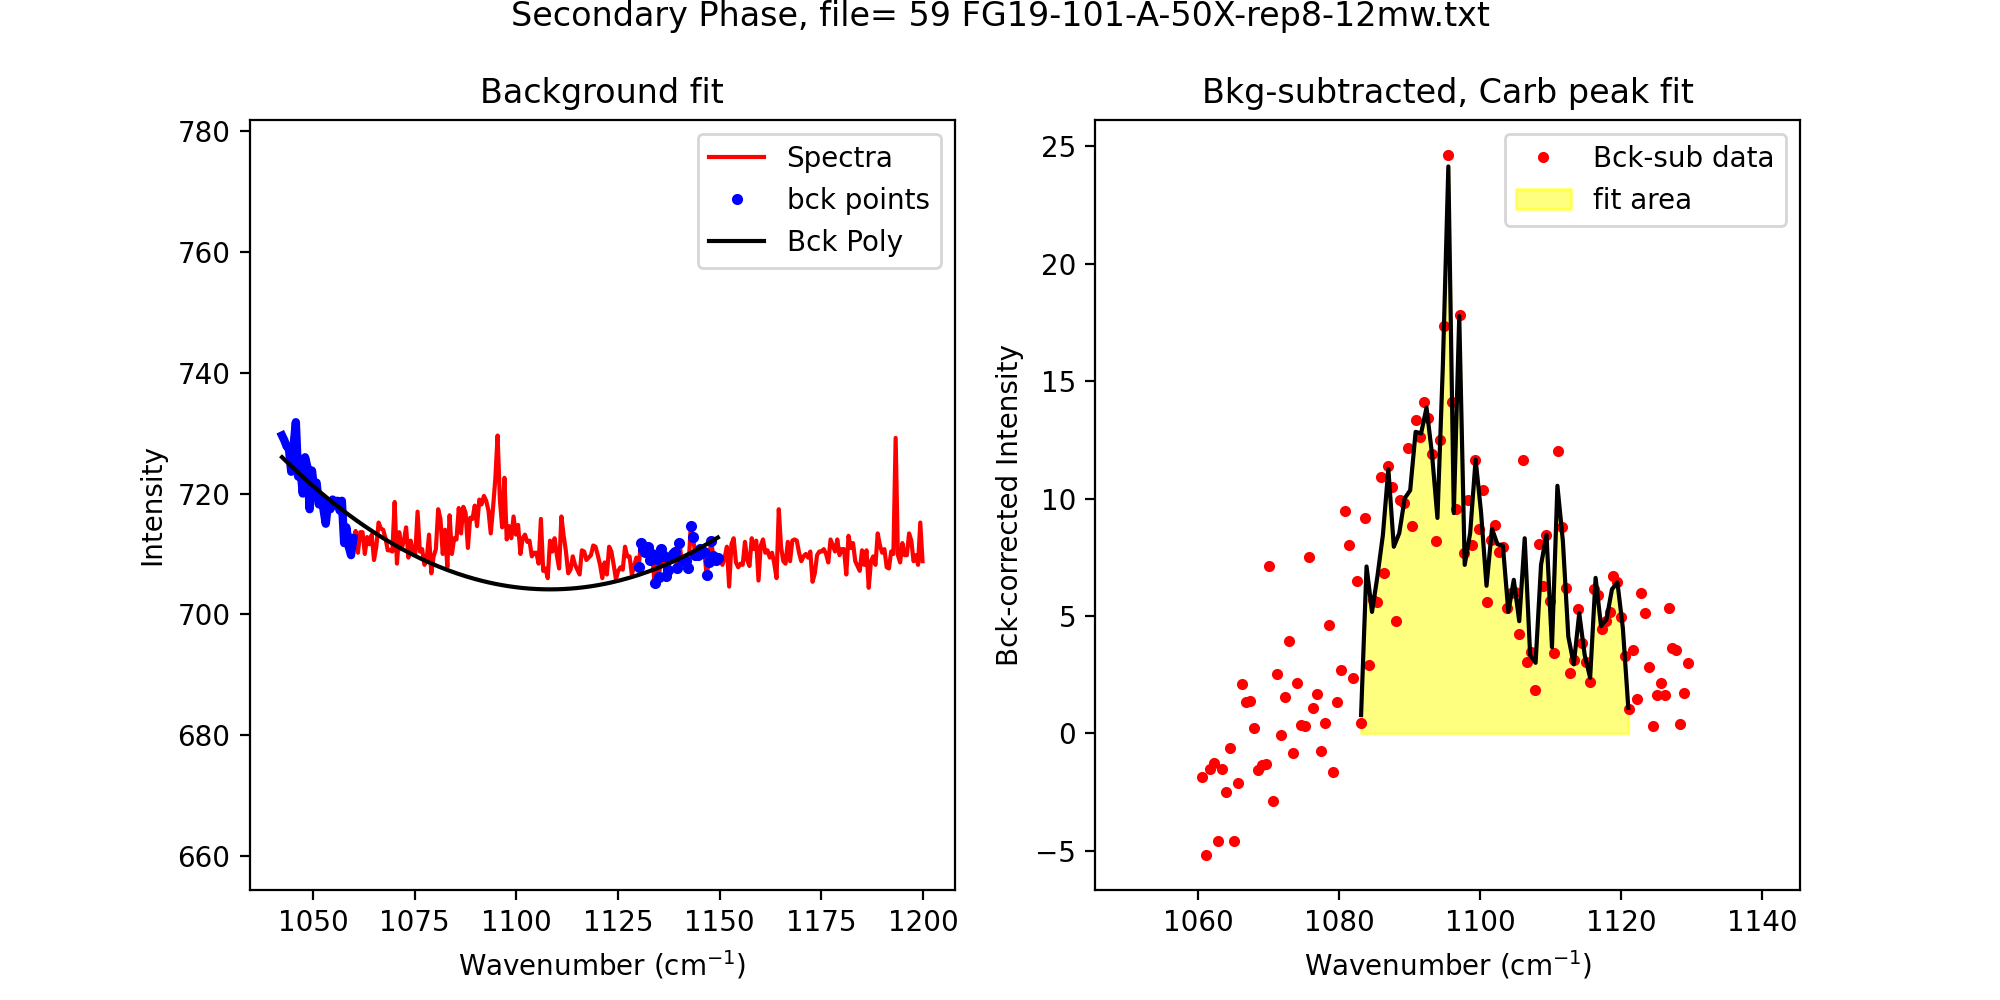 Secondary Phase, file= 59 FG19-101-A-50X-rep8-12mw.txt
Background fit
780
760
740
720
700
680
660
Intensity
Spectra
bck points
Bck Poly
1050 1075 1100 1125 1150 1175 1200
Wavenumber (cm⁻¹)
Bkg-subtracted, Carb peak fit
25
20
15
10
5
0
−5
Bck-corrected Intensity
Bck-sub data
fit area
1060 1080 1100 1120 1140
Wavenumber (cm⁻¹)